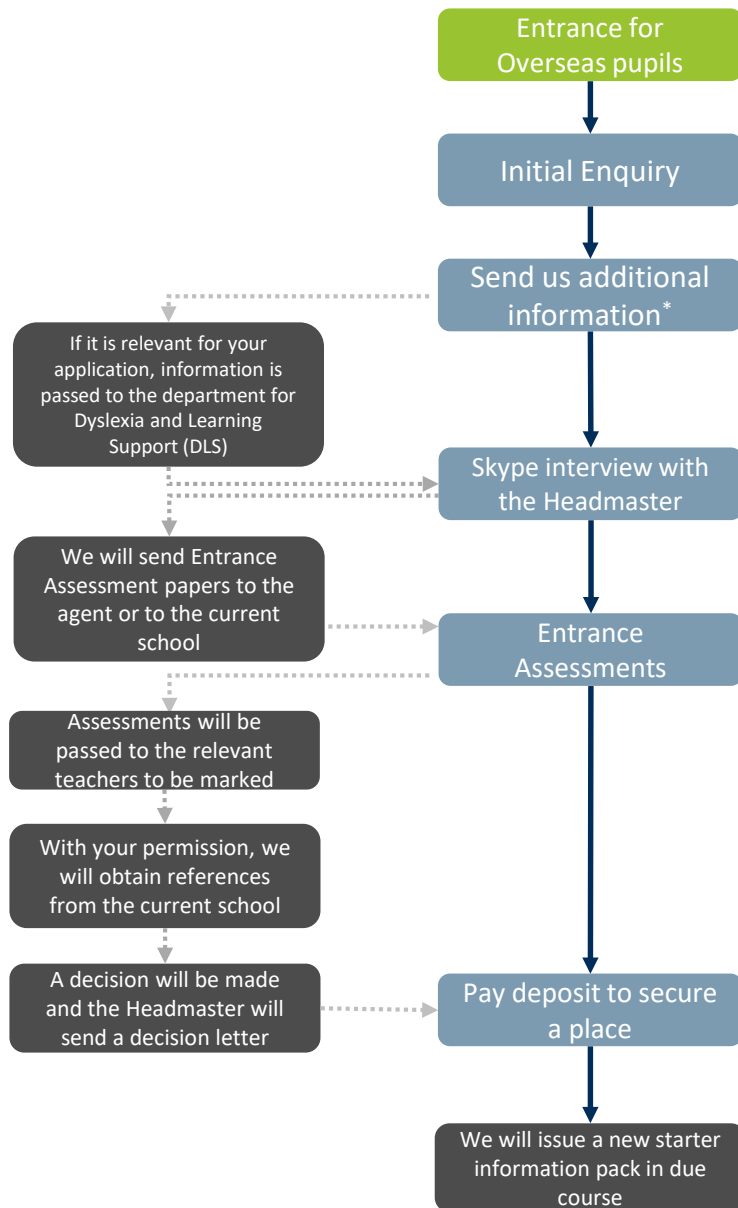 Entrance for
Overseas pupils
Initial Enquiry
Send us additional
information*
If it is relevant for your
application, information is
passed to the department for
Dyslexia and Learning
Support (DLS)
Skype interview with
the Headmaster
We will send Entrance
Assessment papers to the
agent or to the current
school
Entrance
Assessments
Assessments will be
passed to the relevant
teachers to be marked
With your permission, we
will obtain references
from the current school
A decision will be made
and the Headmaster will
send a decision letter
Pay deposit to secure
a place
We will issue a new starter
information pack in due
course